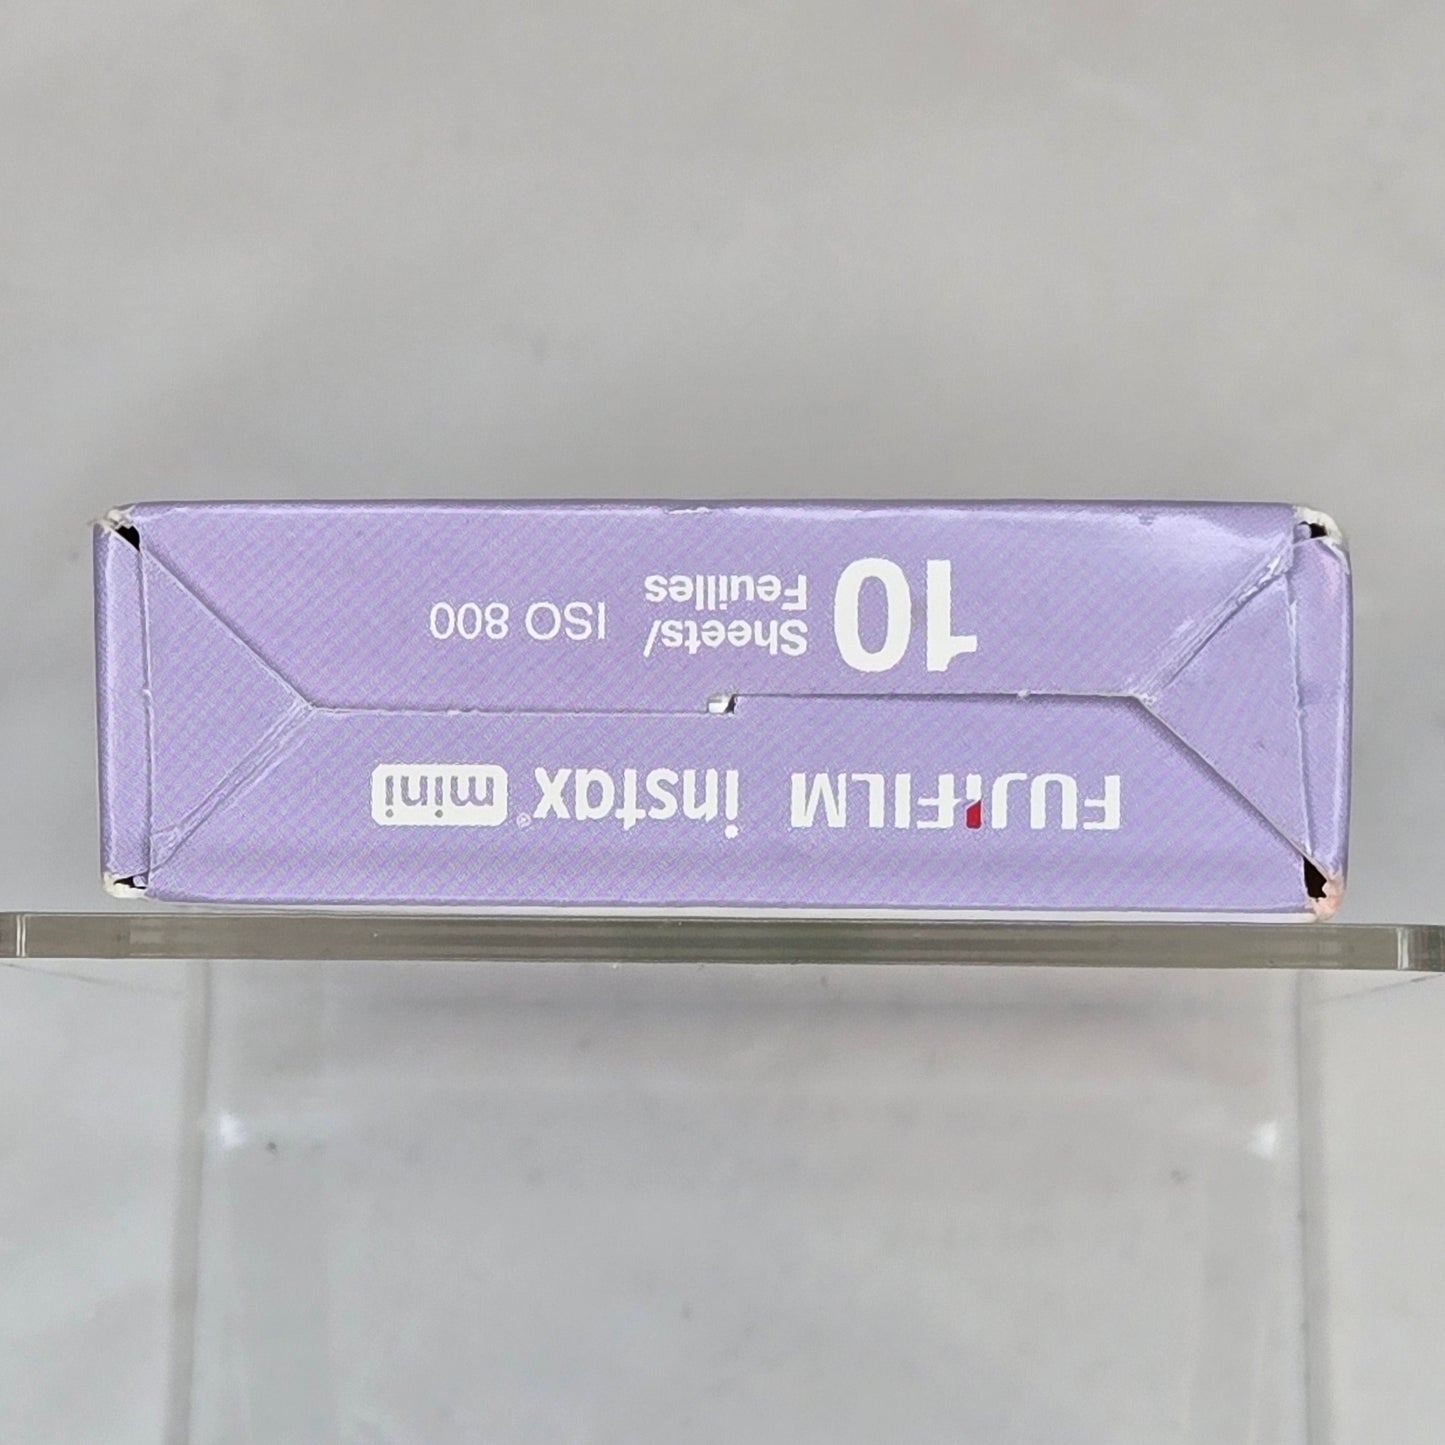 FUJIFILM instax® mini
10 Sheets/
Feuilles
ISO 800